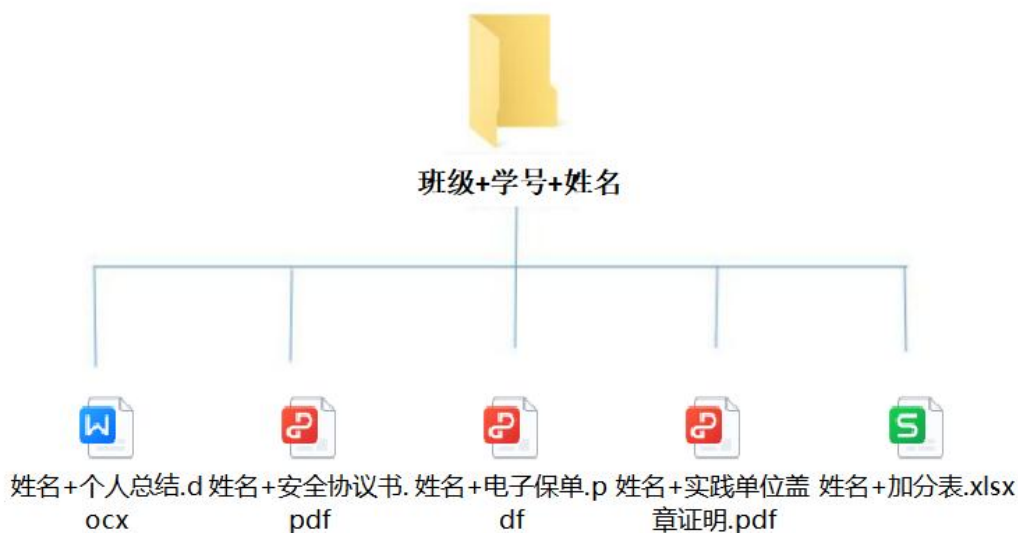 班级+学号+姓名
姓名+个人总结.d
ocx
姓名+安全协议书.
pdf
姓名+电子保单.p
df
姓名+实践单位盖
章证明.pdf
姓名+加分表.xlsx